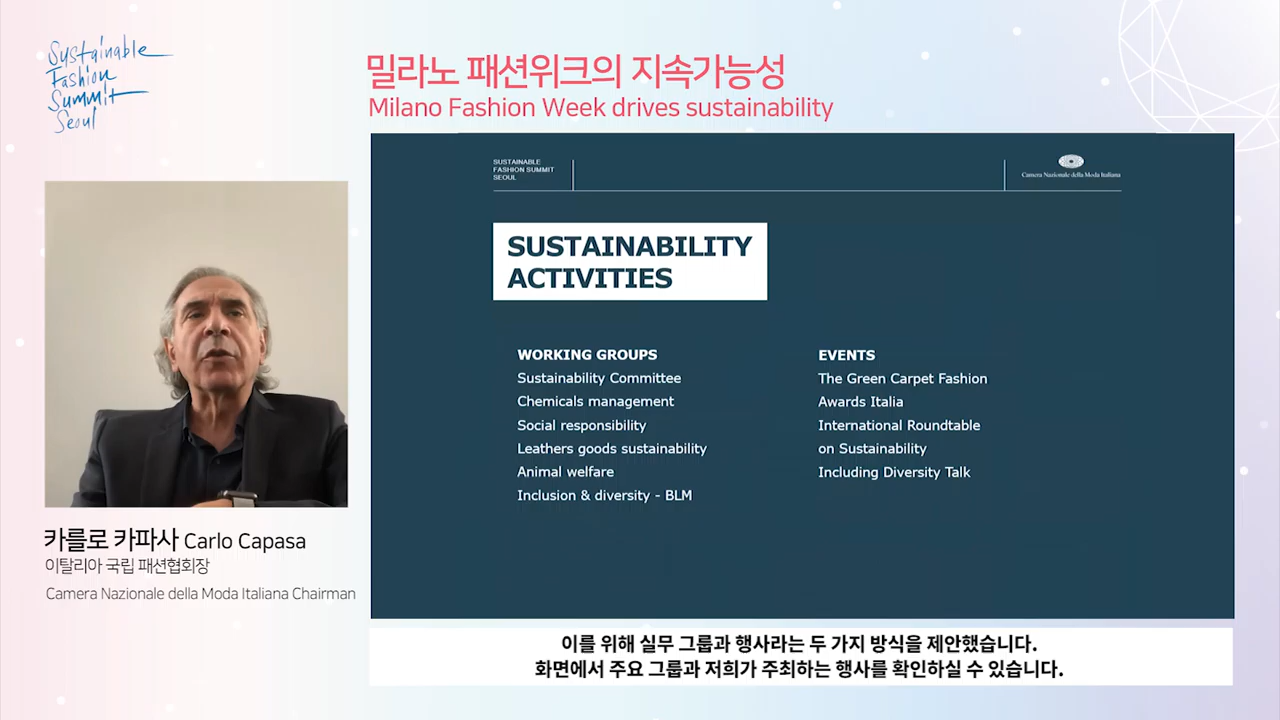 Sustainable
Fashion
Summit
Seoul
밀라노 패션위크의 지속가능성
Milano Fashion Week drives sustainability
SUSTAINABLE
FASHION SUMMIT
SEOUL
Camera Nazionale della Moda Italiana
SUSTAINABILITY
ACTIVITIES
WORKING GROUPS
Sustainability Committee
Chemicals management
Social responsibility
Leathers goods sustainability
Animal welfare
Inclusion & diversity - BLM
EVENTS
The Green Carpet Fashion
Awards Italia
International Roundtable
on Sustainability
Including Diversity Talk
카를로 카파사 Carlo Capasa
이탈리아 국립 패션협회장
Camera Nazionale della Moda Italiana Chairman
이를 위해 실무 그룹과 행사라는 두 가지 방식을 제안했습니다.
화면에서 주요 그룹과 저희가 주최하는 행사를 확인하실 수 있습니다.